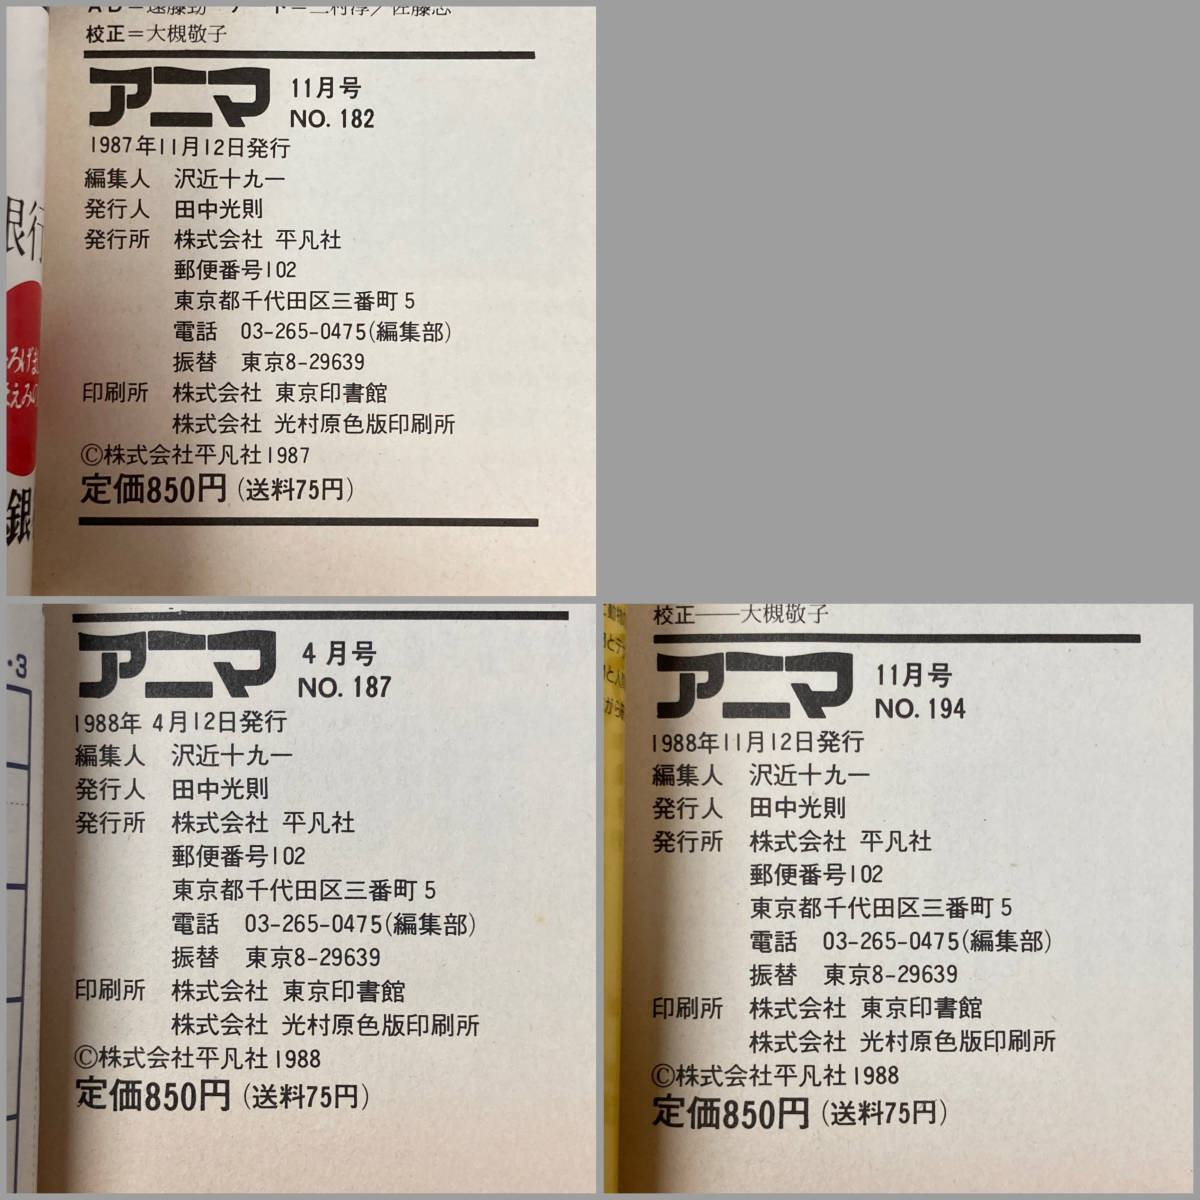 校正＝大槻敬子
アニマ 11月号
NO. 182
1987年11月12日発行
編集人 沢近十九一
発行人 田中光則
発行所 株式会社 平凡社
郵便番号102
東京都千代田区三番町5
電話 03-265-0475(編集部)
振替 東京8-29639
印刷所 株式会社 東京印書館
株式会社 光村原色版印刷所
©株式会社平凡社1987
定価850円(送料75円)
銀行
銀
アニマ 4月号
NO. 187
1988年 4月12日発行
編集人 沢近十九一
発行人 田中光則
発行所 株式会社 平凡社
郵便番号102
東京都千代田区三番町5
電話 03-265-0475(編集部)
振替 東京8-29639
印刷所 株式会社 東京印書館
株式会社 光村原色版印刷所
©株式会社平凡社1988
定価850円(送料75円)
・3
校正――大槻敬子
アニマ 11月号
NO. 194
1988年11月12日発行
編集人 沢近十九一
発行人 田中光則
発行所 株式会社 平凡社
郵便番号102
東京都千代田区三番町5
電話 03-265-0475(編集部)
振替 東京8-29639
印刷所 株式会社 東京印書館
株式会社 光村原色版印刷所
©株式会社平凡社1988
定価850円(送料75円)